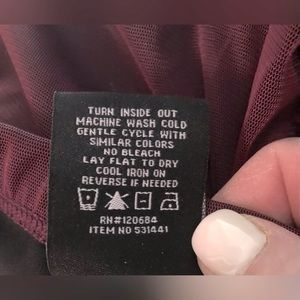 TURN INSIDE OUT
MACHINE WASH COLD
GENTLE CYCLE WITH
SIMILAR COLORS
NO BLEACH
LAY FLAT TO DRY
COOL IRON ON
REVERSE IF NEEDED
RN#120684
ITEM NO 531441